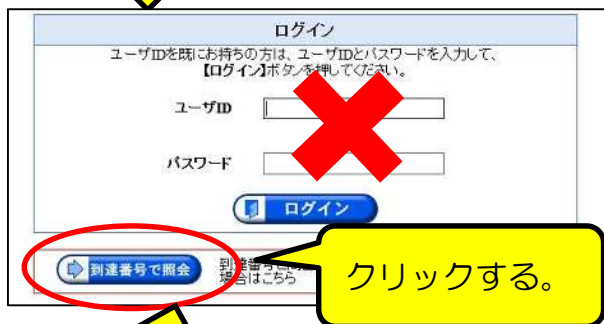 ログイン
ユーザIDを既にお持ちの方は、ユーザIDとパスワードを入力して、
【ログイン】ボタンを押してください。
ユーザID
パスワード
ログイン
到達番号で照会
到達番号
場合はこちら
クリックする。